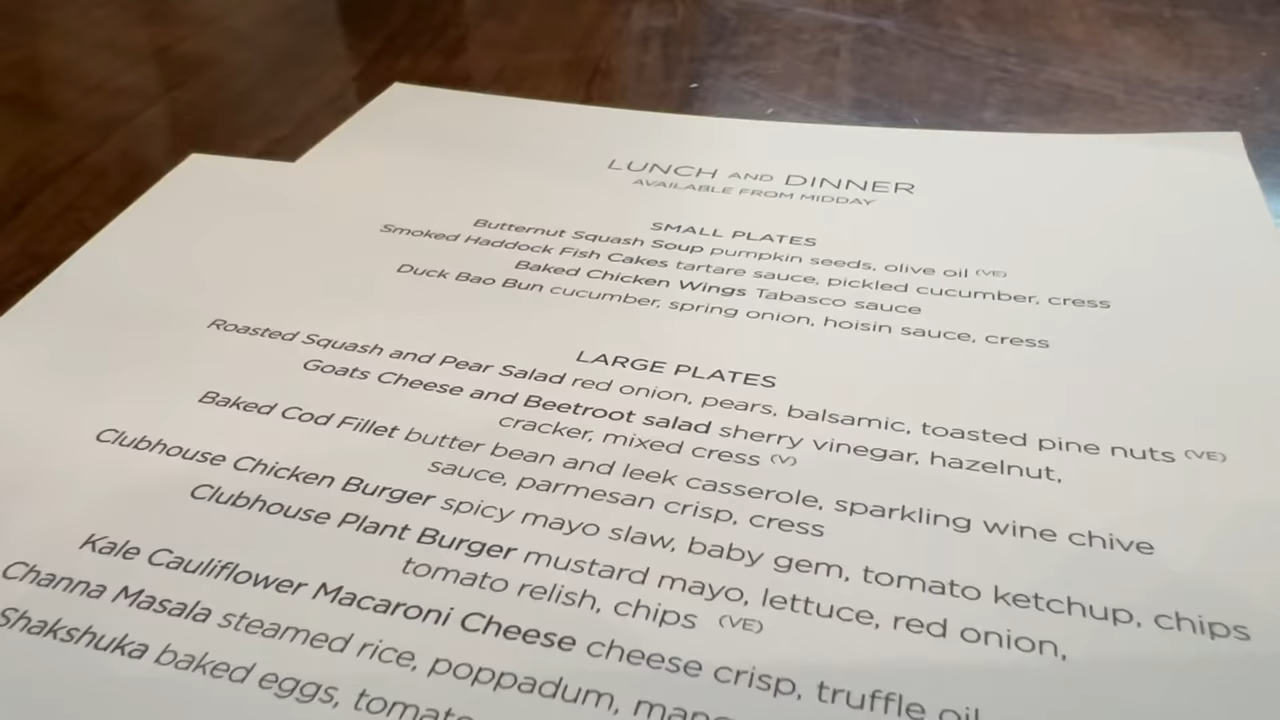 LUNCH AND DINNER
AVAILABLE FROM MIDDAY
SMALL PLATES
Butternut Squash Soup pumpkin seeds, olive oil (VE)
Smoked Haddock Fish Cakes tartare sauce, pickled cucumber, cress
Baked Chicken Wings Tabasco sauce
Duck Bao Bun cucumber, spring onion, hoisin sauce, cress
LARGE PLATES
Roasted Squash and Pear Salad red onion, pears, balsamic, toasted pine nuts (VE)
Goats Cheese and Beetroot salad sherry vinegar, hazelnut,
cracker, mixed cress (V)
Baked Cod Fillet butter bean and leek casserole, sparkling wine chive
sauce, parmesan crisp, cress
Clubhouse Chicken Burger spicy mayo slaw, baby gem, tomato ketchup, chips
Clubhouse Plant Burger mustard mayo, lettuce, red onion,
tomato relish, chips (VE)
Kale Cauliflower Macaroni Cheese cheese crisp, truffle oil
Channa Masala steamed rice, poppadum,
Shakshuka baked eggs,